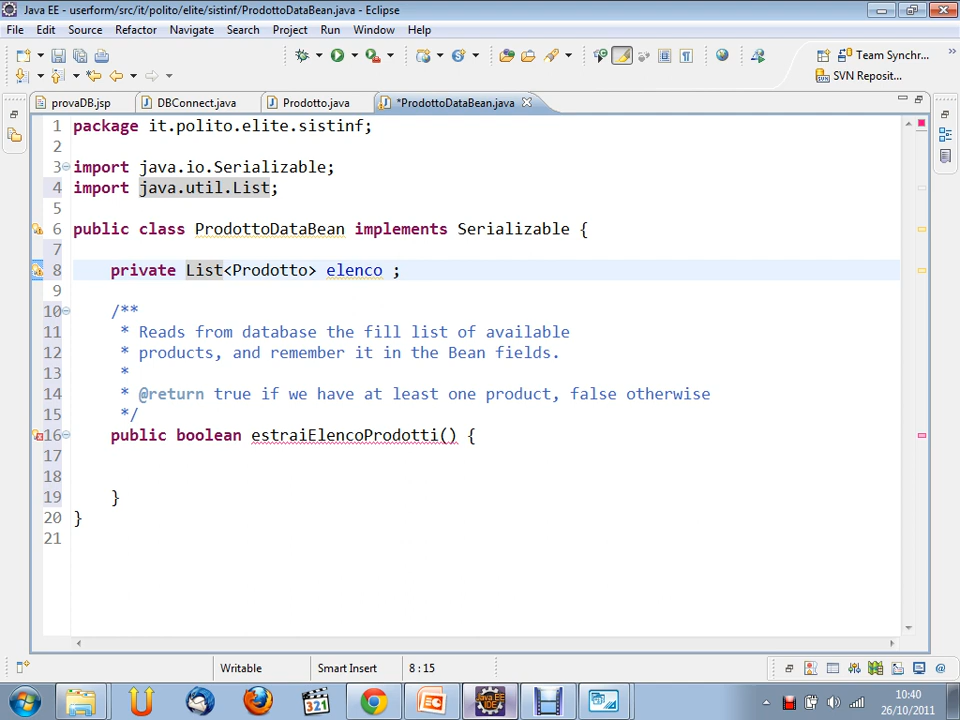 Java EE - userform/src/it/polito/elite/sistinf/ProdottoDataBean.java - Eclipse
File Edit Source Refactor Navigate Search Project Run Window Help
Team Synchr...
SVN Reposit...
provaDB.jsp DBConnect.java Prodotto.java *ProdottoDataBean.java
1 package it.polito.elite.sistinf;
2
3 import java.io.Serializable;
4 import java.util.List;
5
6 public class ProdottoDataBean implements Serializable {
7
8 private List<Prodotto> elenco ;
9
10 /**
11 * Reads from database the fill list of available
12 * products, and remember it in the Bean fields.
13 *
14 * @return true if we have at least one product, false otherwise
15 */
16 public boolean estraiElencoProdotti() {
17
18
19 }
20 }
21
Writable Smart Insert 8 : 15
321
Java EE IDE
10:40
26/10/2011